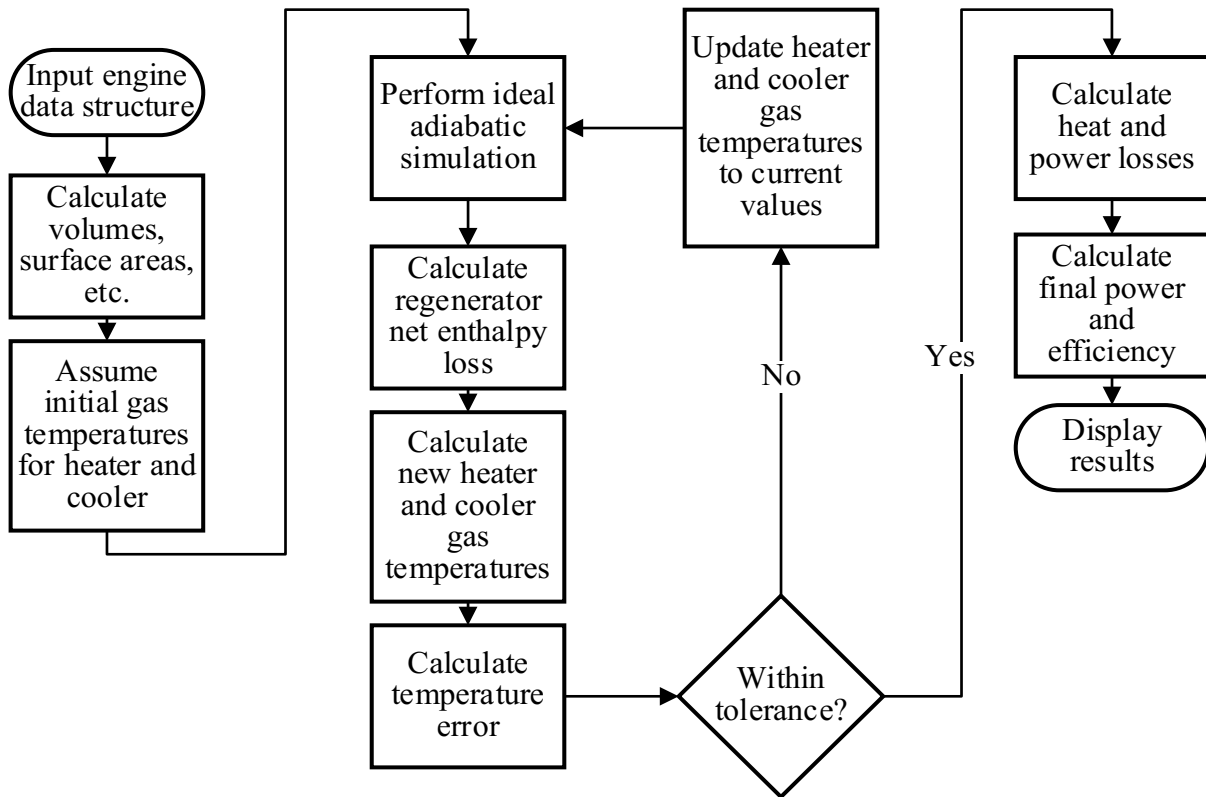 Input engine
data structure
Calculate
volumes,
surface areas,
etc.
Assume
initial gas
temperatures
for heater and
cooler
Perform ideal
adiabatic
simulation
Calculate
regenerator
net enthalpy
loss
Calculate
new heater
and cooler
gas
temperatures
Calculate
temperature
error
Within
tolerance?
No
Update heater
and cooler
gas
temperatures
to current
values
Yes
Calculate
heat and
power losses
Calculate
final power
and
efficiency
Display
results